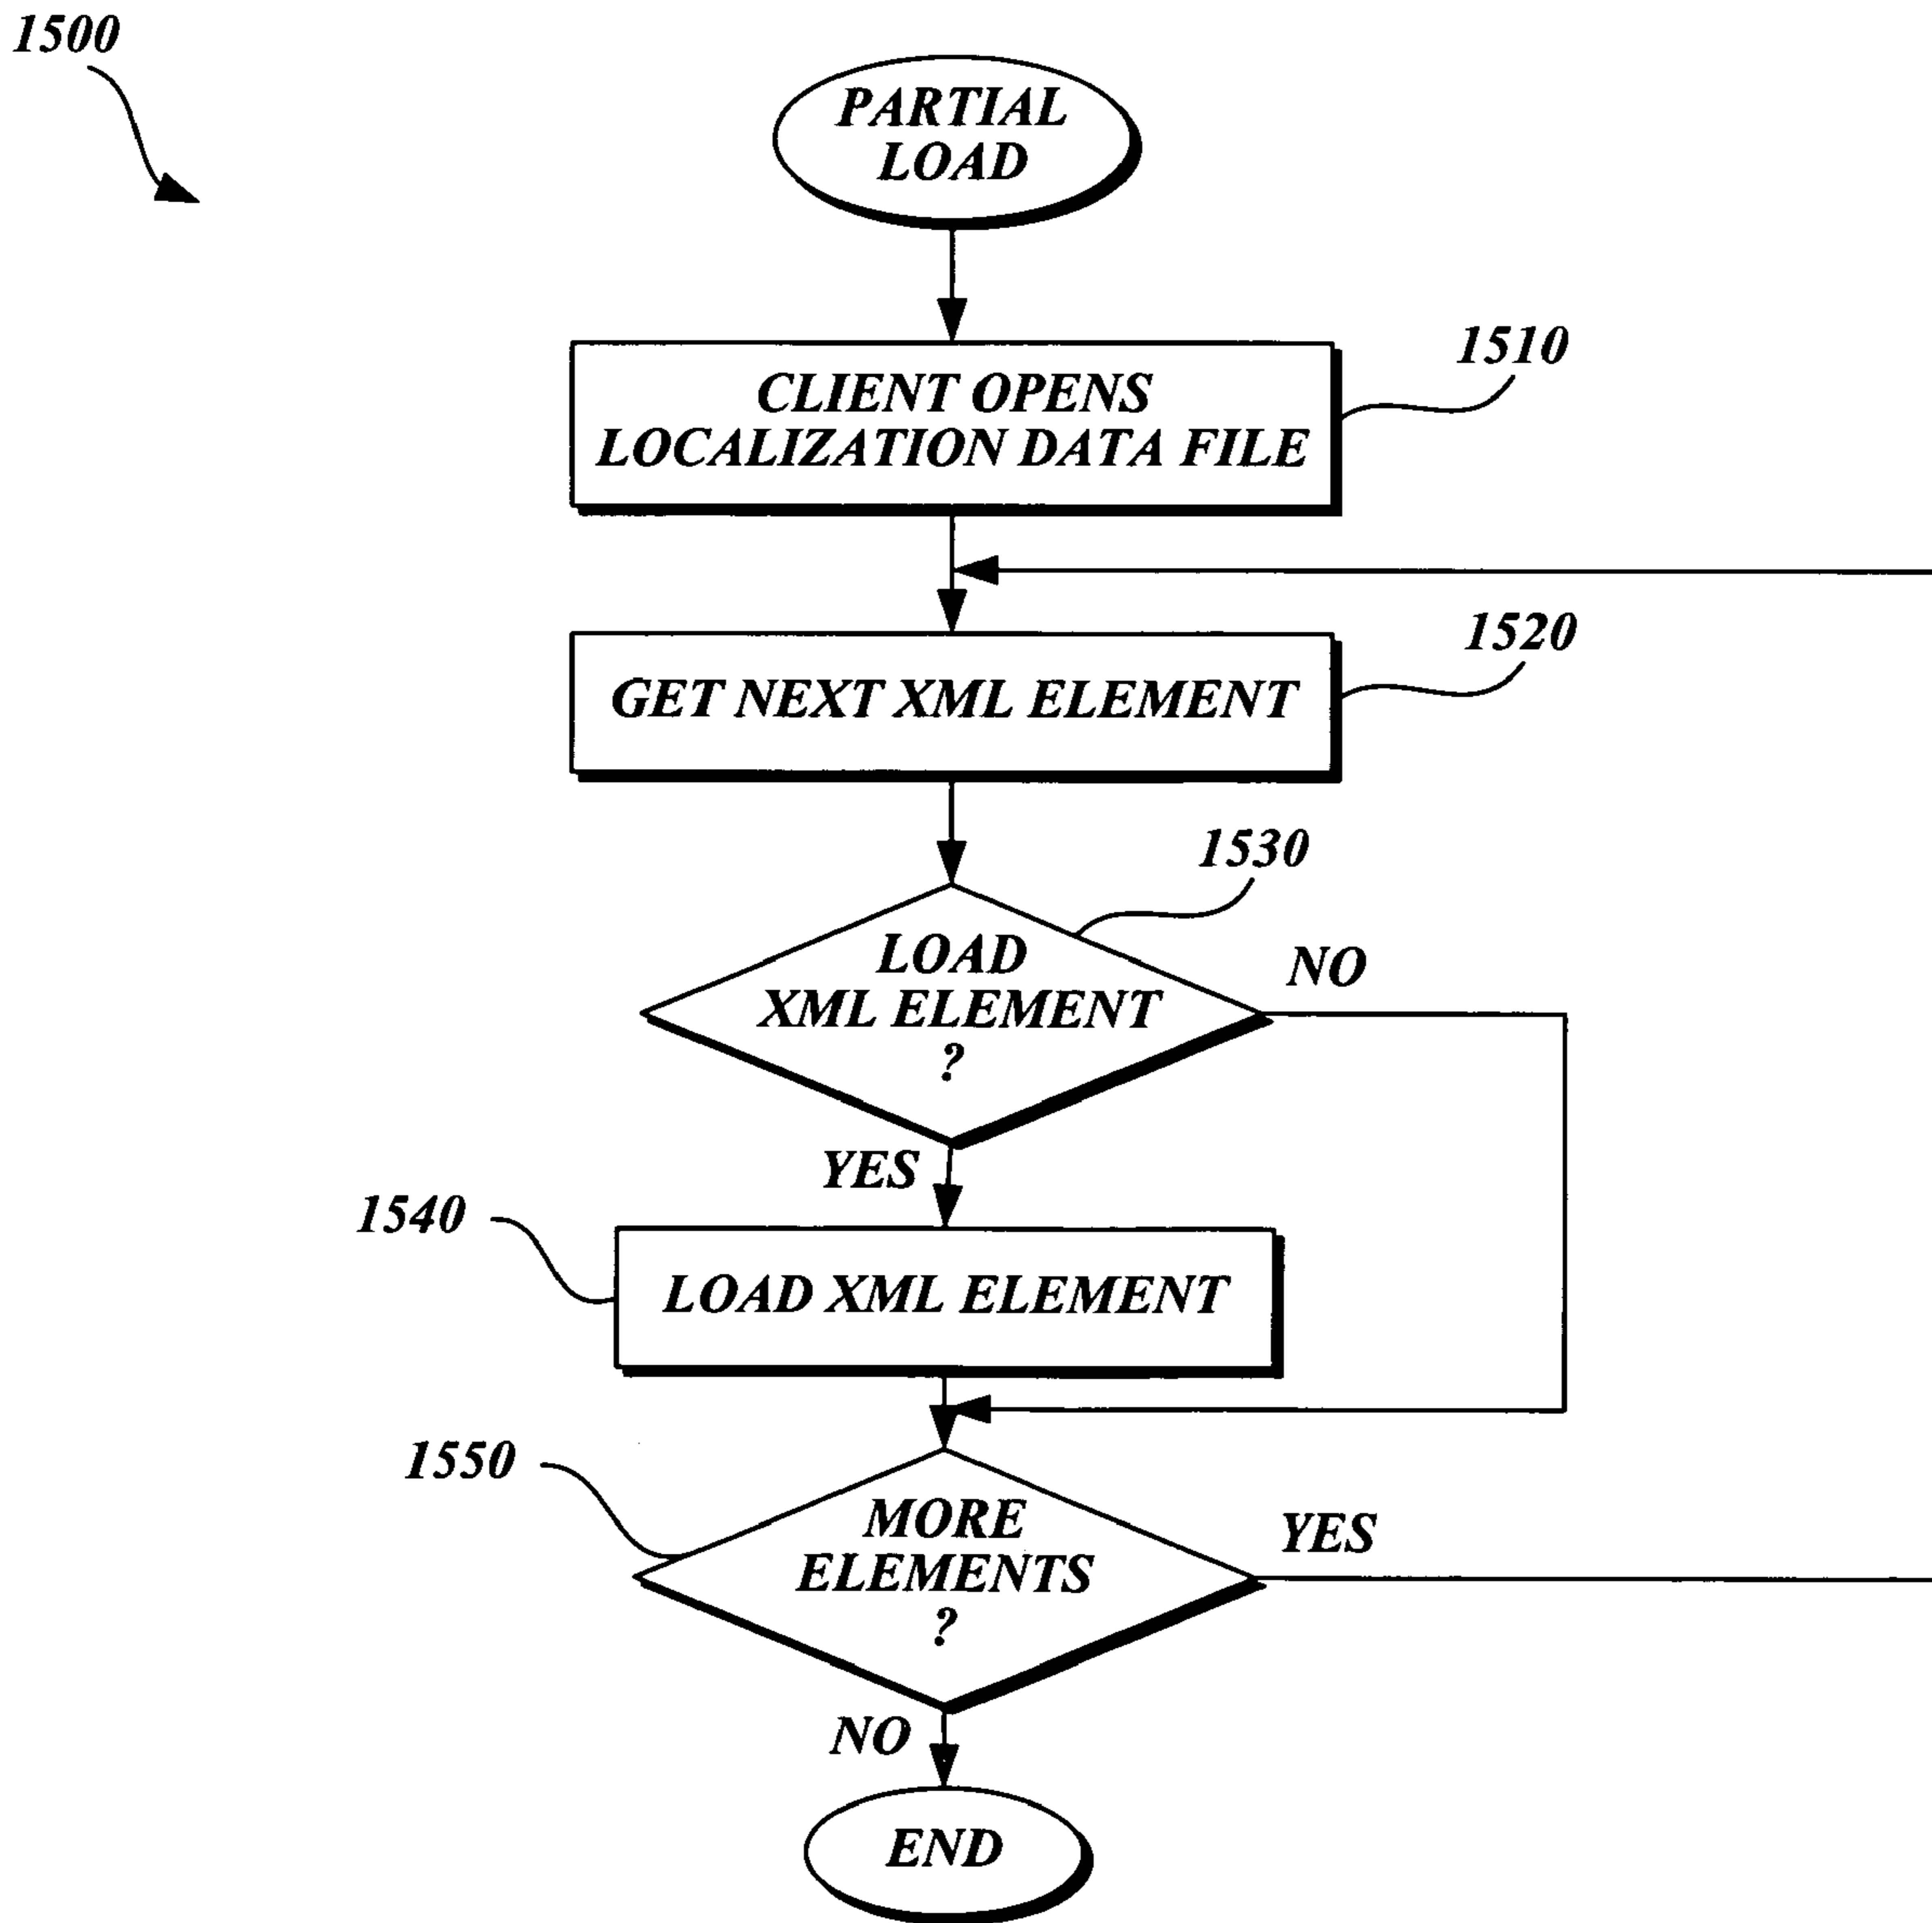 1500
PARTIAL
LOAD
CLIENT OPENS
LOCALIZATION DATA FILE
1510
GET NEXT XML ELEMENT
1520
1530
LOAD
XML ELEMENT
?
NO
YES
1540
LOAD XML ELEMENT
1550
MORE
ELEMENTS
?
YES
NO
END